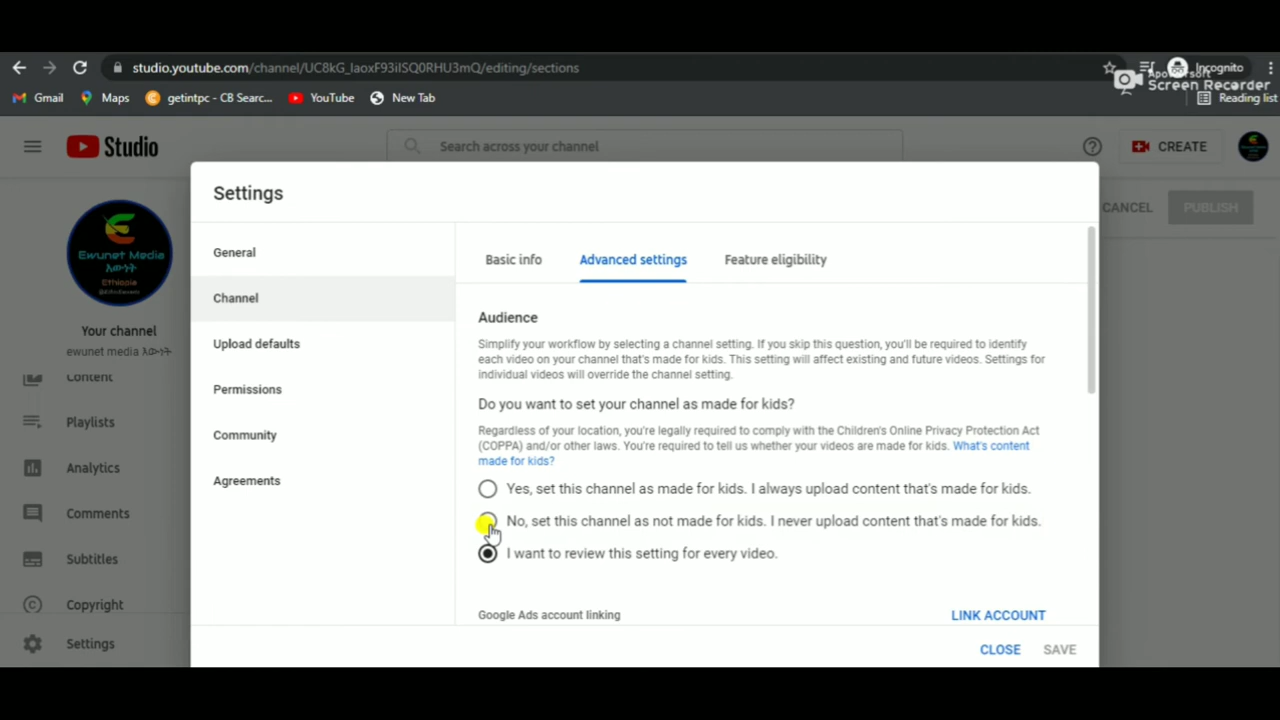 studio.youtube.com/channel/UC8kG_laoxF93iISQ0RHU3mQ/editing/sections
Incognito
Screen Recorder
Gmail
Maps
getintpc - CB Searc...
YouTube
New Tab
Reading list
Studio
Search across your channel
CREATE
CANCEL
PUBLISH
Ewunet Media
እውነት
Ethiopia
Your channel
ewunet media እውነት
Content
Playlists
Analytics
Comments
Subtitles
Copyright
Settings
Settings
General
Channel
Upload defaults
Permissions
Community
Agreements
Basic info
Advanced settings
Feature eligibility
Audience
Simplify your workflow by selecting a channel setting. If you skip this question, you'll be required to identify
each video on your channel that's made for kids. This setting will affect existing and future videos. Settings for
individual videos will override the channel setting.
Do you want to set your channel as made for kids?
Regardless of your location, you're legally required to comply with the Children's Online Privacy Protection Act
(COPPA) and/or other laws. You're required to tell us whether your videos are made for kids. What's content
made for kids?
Yes, set this channel as made for kids. I always upload content that's made for kids.
No, set this channel as not made for kids. I never upload content that's made for kids.
I want to review this setting for every video.
Google Ads account linking
LINK ACCOUNT
CLOSE
SAVE